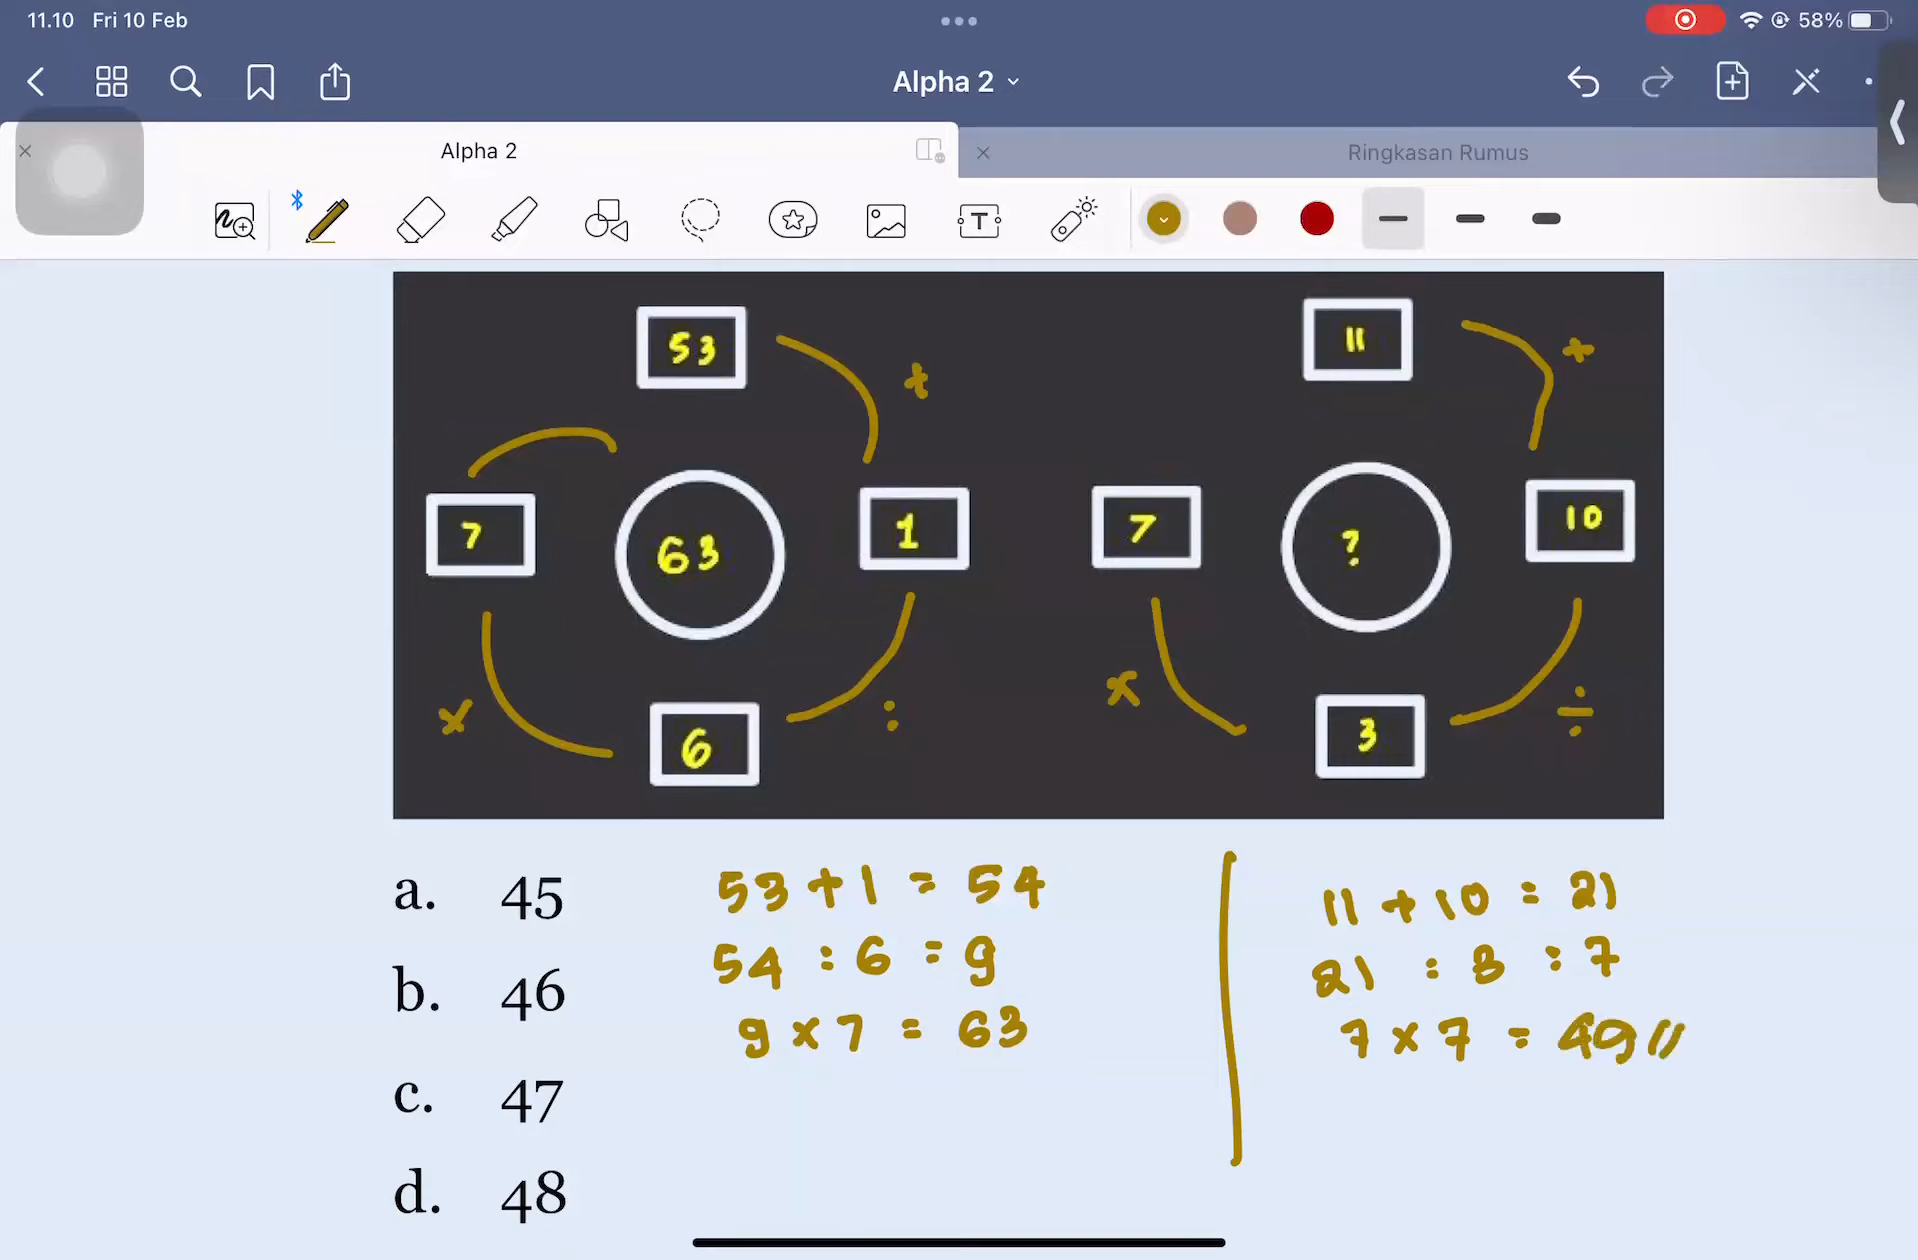 11.10 Fri 10 Feb
58%
Alpha 2
Alpha 2
Ringkasan Rumus
T
53 11
+ +
7 63 1 7 ? 10
x : x ÷
6 3
a. 45
b. 46
c. 47
d. 48
53 + 1 = 54
54 : 6 = 9
9 x 7 = 63
11 + 10 = 21
21 : 3 = 7
7 x 7 = 49 //